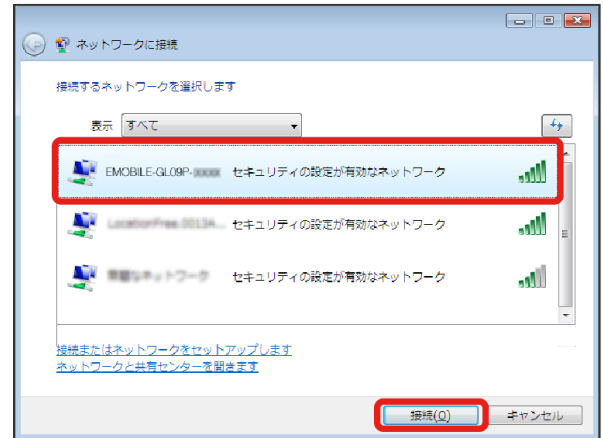 ネットワークに接続
接続するネットワークを選択します
表示 すべて
EMOBILE-GL09P- セキュリティの設定が有効なネットワーク
セキュリティの設定が有効なネットワーク
セキュリティの設定が有効なネットワーク
接続またはネットワークをセットアップします
ネットワークと共有センターを開きます
接続(O) キャンセル